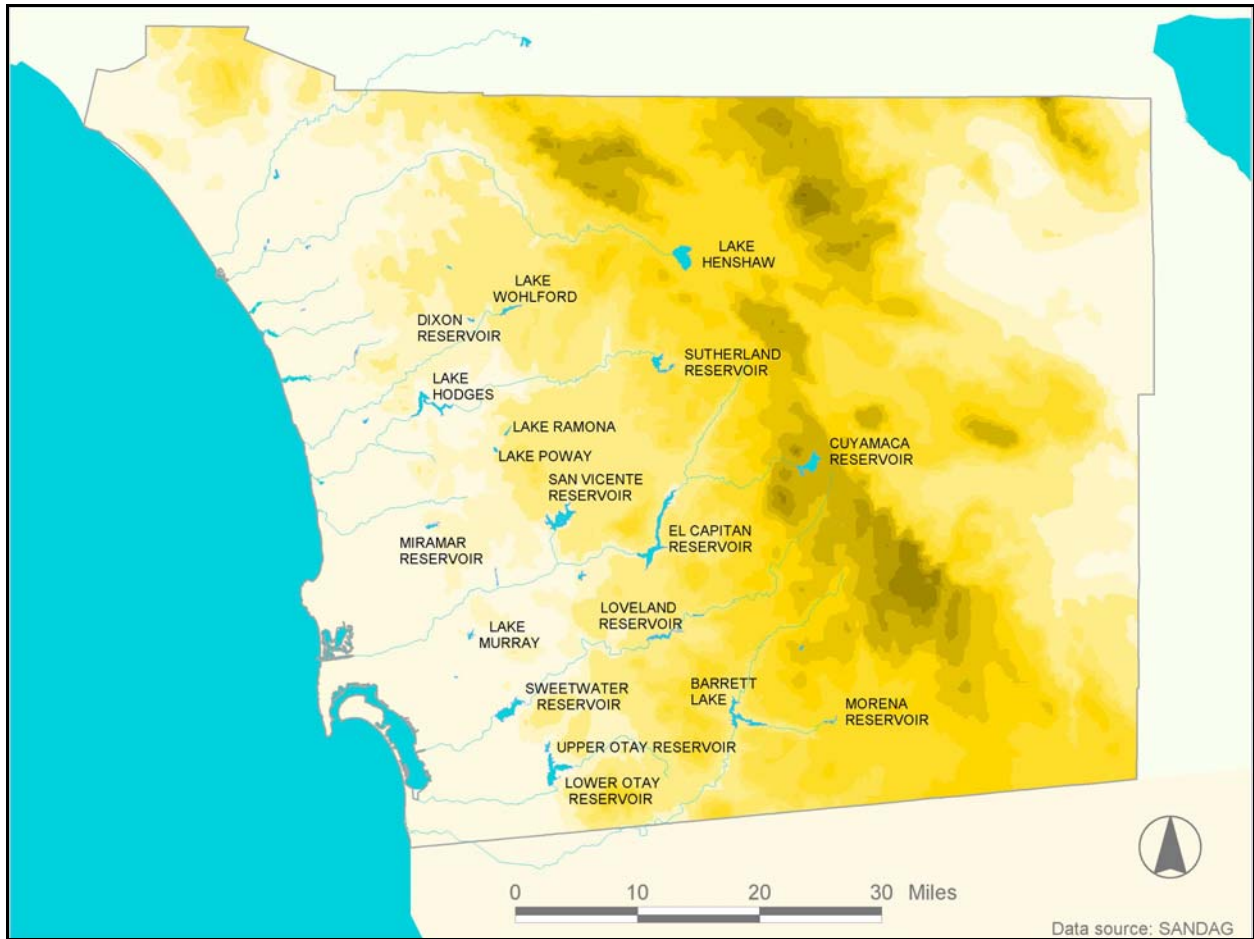 LAKE
HENSHAW
LAKE
WOHLFORD
DIXON
RESERVOIR
SUTHERLAND
RESERVOIR
LAKE
HODGES
LAKE RAMONA
CUYAMACA
RESERVOIR
LAKE POWAY
SAN VICENTE
RESERVOIR
MIRAMAR
RESERVOIR
EL CAPITAN
RESERVOIR
LOVELAND
RESERVOIR
LAKE
MURRAY
SWEETWATER
RESERVOIR
BARRETT
LAKE
MORENA
RESERVOIR
UPPER OTAY RESERVOIR
LOWER OTAY
RESERVOIR
0 10 20 30 Miles
Data source: SANDAG